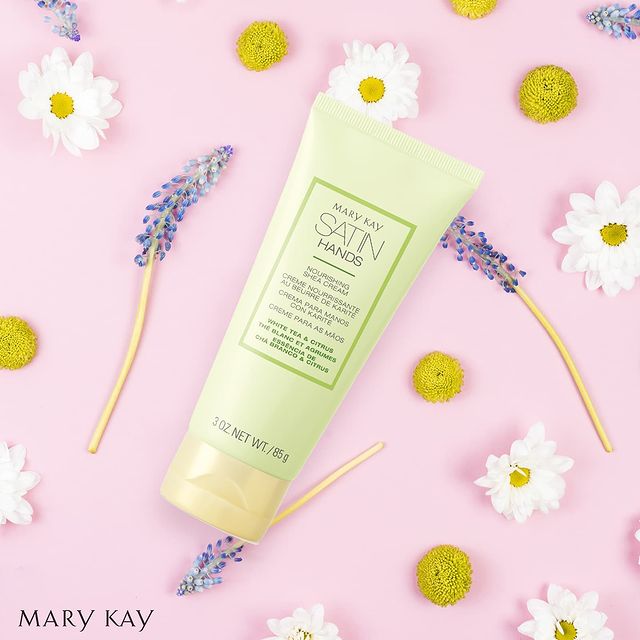 MARY KAY
SATIN
HANDS
NOURISHING
SHEA CREAM
CRÈME NOURRISSANTE
AU BEURRE DE KARITÉ
CREMA PARA MANOS
CON KARITÉ
CREME PARA AS MÃOS
WHITE TEA & CITRUS
THÉ BLANC ET AGRUMES
ESSÊNCIA DE
CHÁ BRANCO & CITRUS
3 OZ. NET WT. / 85 g
MARY KAY